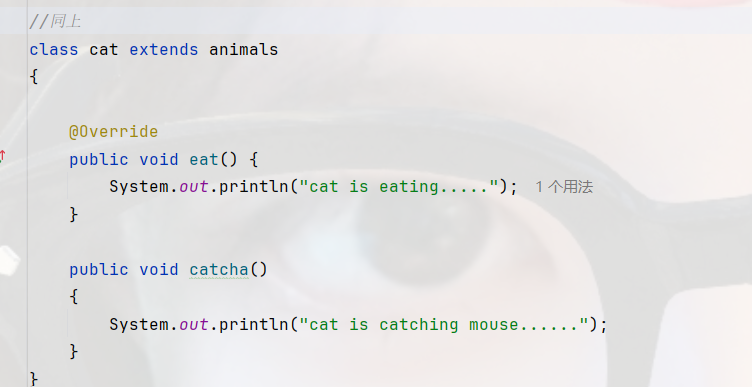 //同上
class cat extends animals
{
@Override
public void eat() {
System.out.println("cat is eating.....");  1 个用法
}
public void catcha()
{
System.out.println("cat is catching mouse......");
}
}